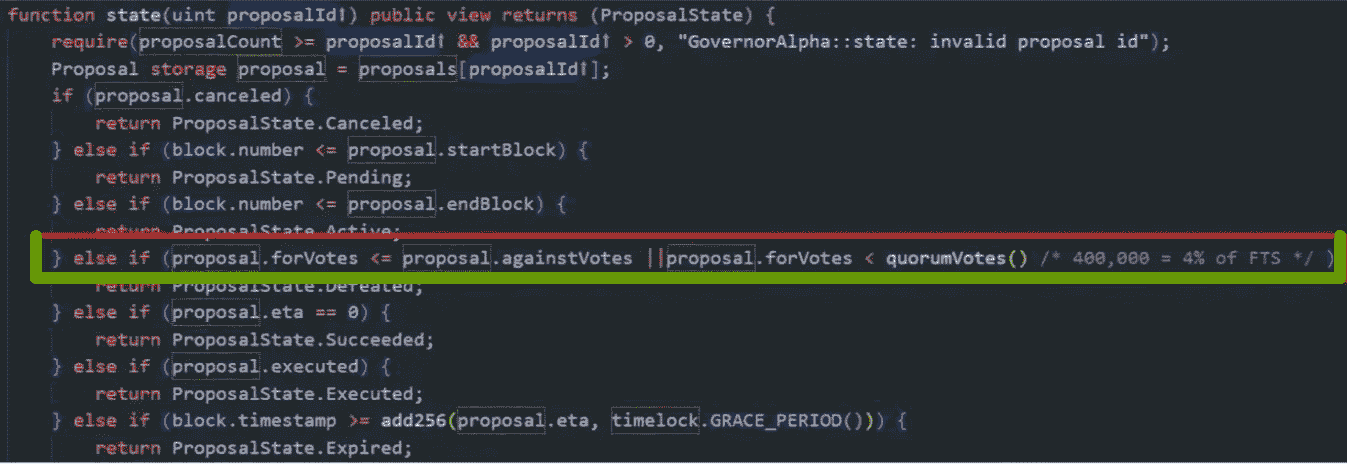 function state(uint proposalId↑) public view returns (ProposalState) {
require(proposalCount >= proposalId↑ && proposalId↑ > 0, "GovernorAlpha::state: invalid proposal id");
Proposal storage proposal = proposals[proposalId↑];
if (proposal.canceled) {
return ProposalState.Canceled;
} else if (block.number <= proposal.startBlock) {
return ProposalState.Pending;
} else if (block.number <= proposal.endBlock) {
return ProposalState.Active;
} else if (proposal.forVotes <= proposal.againstVotes ||proposal.forVotes < quorumVotes() /* 400,000 = 4% of FTS */ )
return ProposalState.Defeated;
} else if (proposal.eta == 0) {
return ProposalState.Succeeded;
} else if (proposal.executed) {
return ProposalState.Executed;
} else if (block.timestamp >= add256(proposal.eta, timelock.GRACE_PERIOD())) {
return ProposalState.Expired;